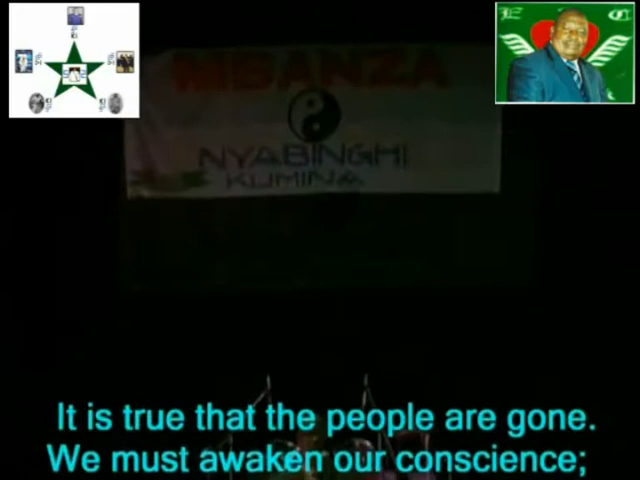 MBANZA
NYABINGHI
KUMINA
It is true that the people are gone.
We must awaken our conscience;